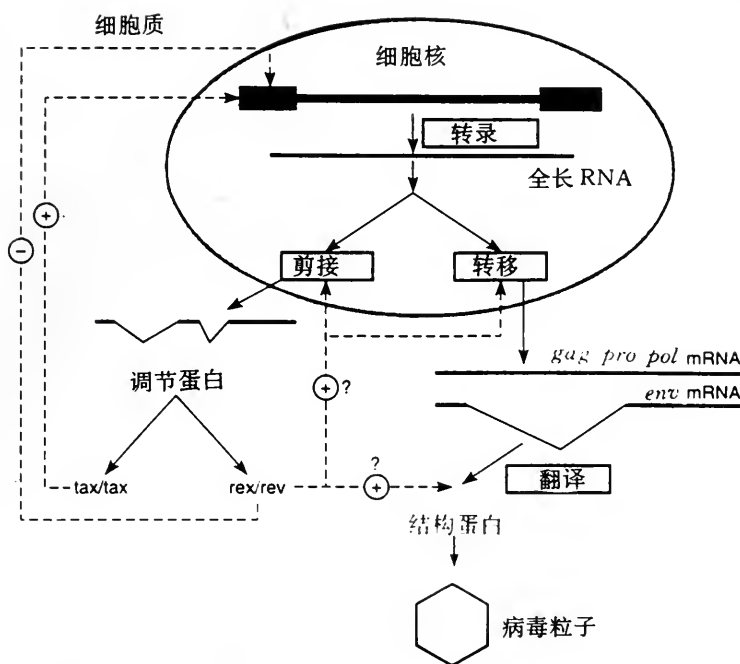 细胞质
细胞核
转录
全长 RNA
剪接
转移
+
−
gag pro pol mRNA
env mRNA
调节蛋白
+?
tax/tax
rex/rev
?
+
翻译
结构蛋白
病毒粒子